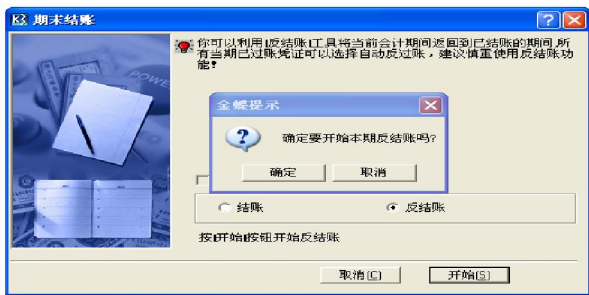 期末结账
你可以利用[反结账]工具将当前会计期间返回到已结账的期间,所
有当期已过账凭证可以选择自动反过账，建议慎重使用反结账功
能!
金蝶提示
确定要开始本期反结账吗?
确定 取消
结账 反结账
按[开始]按钮开始反结账
取消(C) 开始(S)